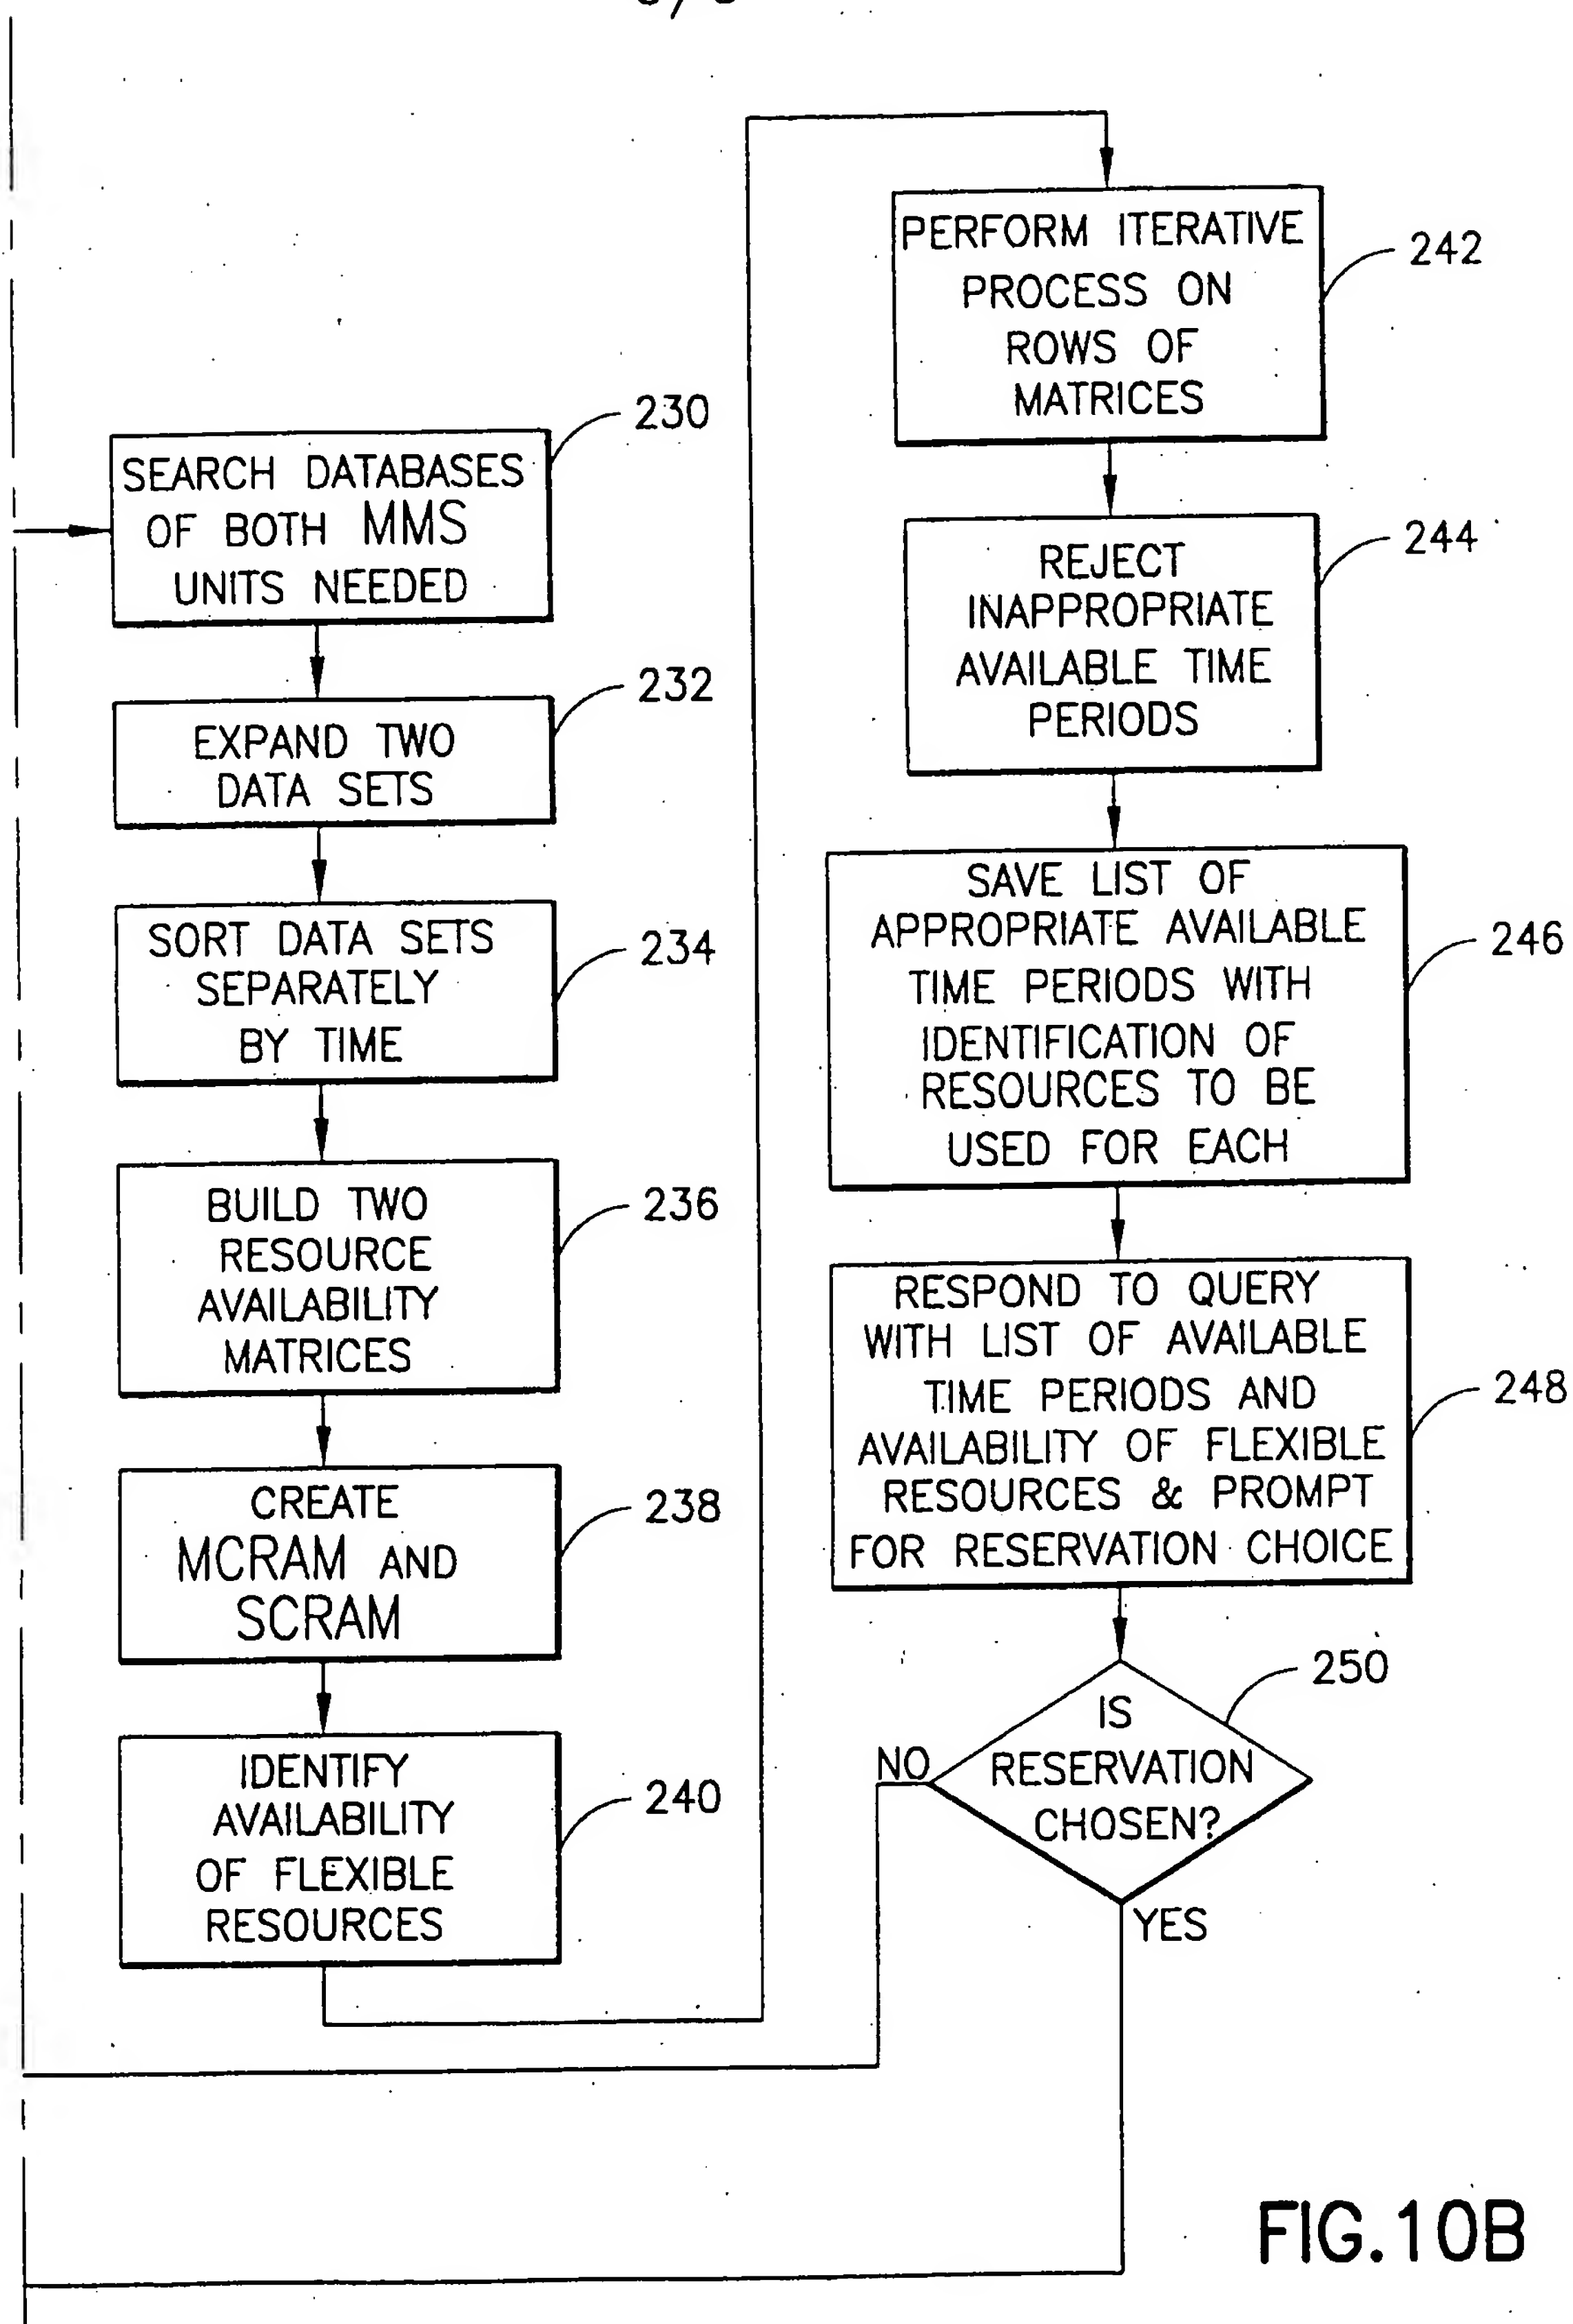 SEARCH DATABASES
OF BOTH MMS
UNITS NEEDED
230
EXPAND TWO
DATA SETS
232
SORT DATA SETS
SEPARATELY
BY TIME
234
BUILD TWO
RESOURCE
AVAILABILITY
MATRICES
236
CREATE
MCRAM AND
SCRAM
238
IDENTIFY
AVAILABILITY
OF FLEXIBLE
RESOURCES
240
PERFORM ITERATIVE
PROCESS ON
ROWS OF
MATRICES
242
REJECT
INAPPROPRIATE
AVAILABLE TIME
PERIODS
244
SAVE LIST OF
APPROPRIATE AVAILABLE
TIME PERIODS WITH
IDENTIFICATION OF
RESOURCES TO BE
USED FOR EACH
246
RESPOND TO QUERY
WITH LIST OF AVAILABLE
TIME PERIODS AND
AVAILABILITY OF FLEXIBLE
RESOURCES & PROMPT
FOR RESERVATION CHOICE
248
IS
RESERVATION
CHOSEN?
250
NO
YES
FIG.10B